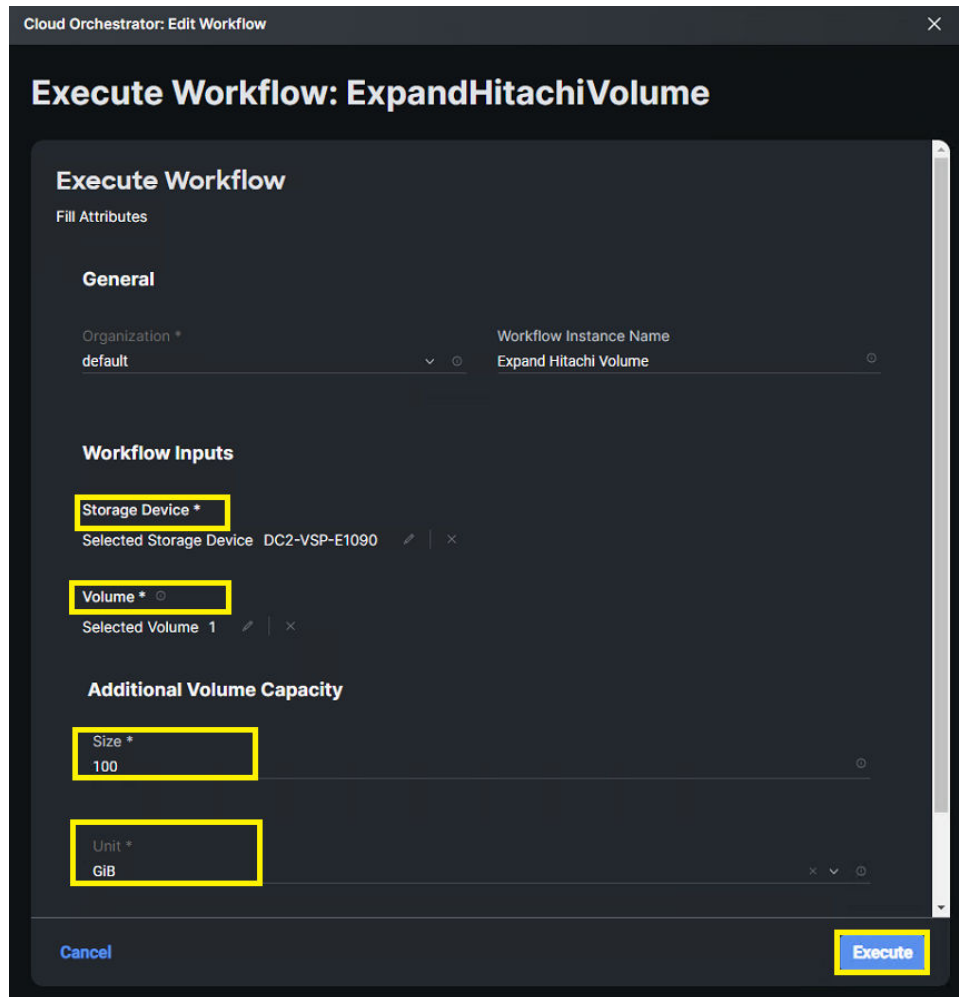 Cloud Orchestrator: Edit Workflow
Execute Workflow: ExpandHitachiVolume
Execute Workflow
Fill Attributes
General
Organization * Workflow Instance Name
default Expand Hitachi Volume
Workflow Inputs
Storage Device *
Selected Storage Device DC2-VSP-E1090
Volume *
Selected Volume 1
Additional Volume Capacity
Size *
100
Unit *
GiB
Cancel Execute